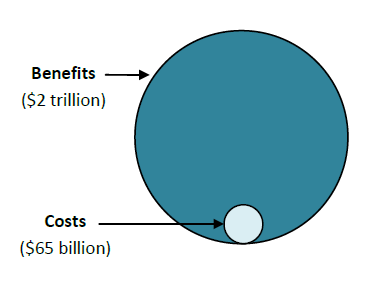 Benefits
($2 trillion)
Costs
($65 billion)